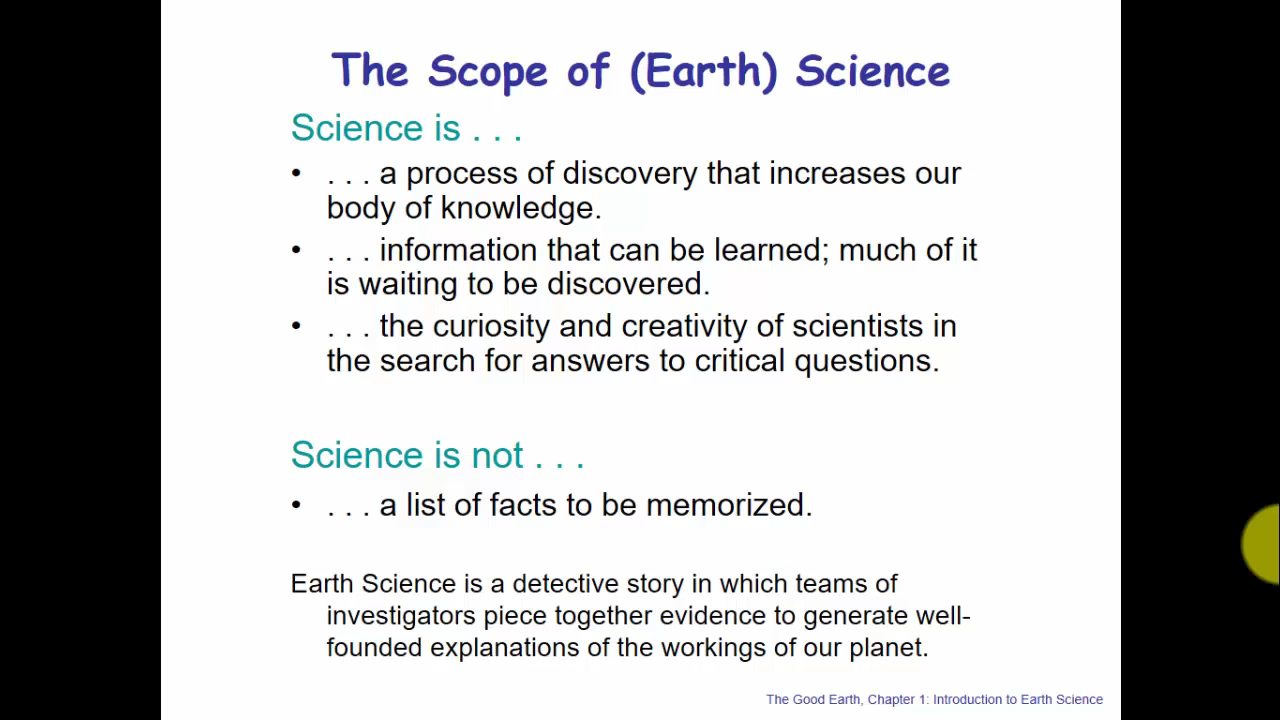 The Scope of (Earth) Science
Science is . . .
• . . . a process of discovery that increases our
body of knowledge.
• . . . information that can be learned; much of it
is waiting to be discovered.
• . . . the curiosity and creativity of scientists in
the search for answers to critical questions.
Science is not . . .
• . . . a list of facts to be memorized.
Earth Science is a detective story in which teams of
investigators piece together evidence to generate well-
founded explanations of the workings of our planet.
The Good Earth, Chapter 1: Introduction to Earth Science